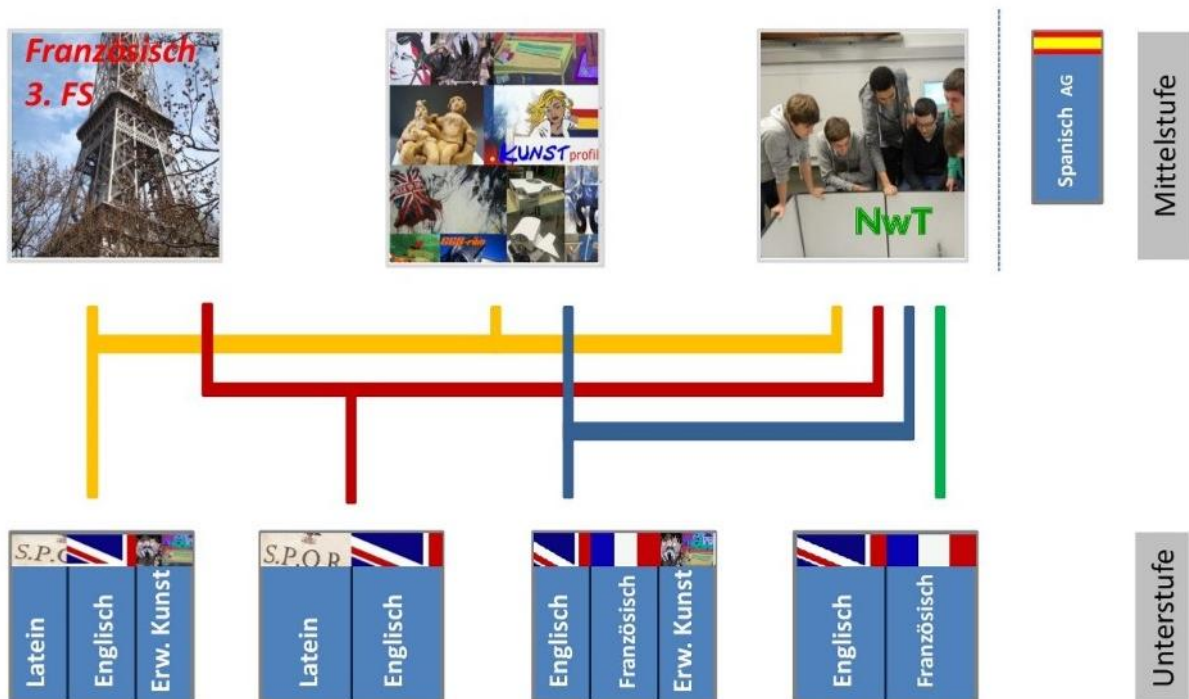 Französisch
3. FS
KUNST profil
NwT
Spanisch AG
Mittelstufe
S.P.Q
Latein
Englisch
Erw. Kunst
S.P.Q.R
Latein
Englisch
Englisch
Französisch
Erw. Kunst
Englisch
Französisch
Unterstufe